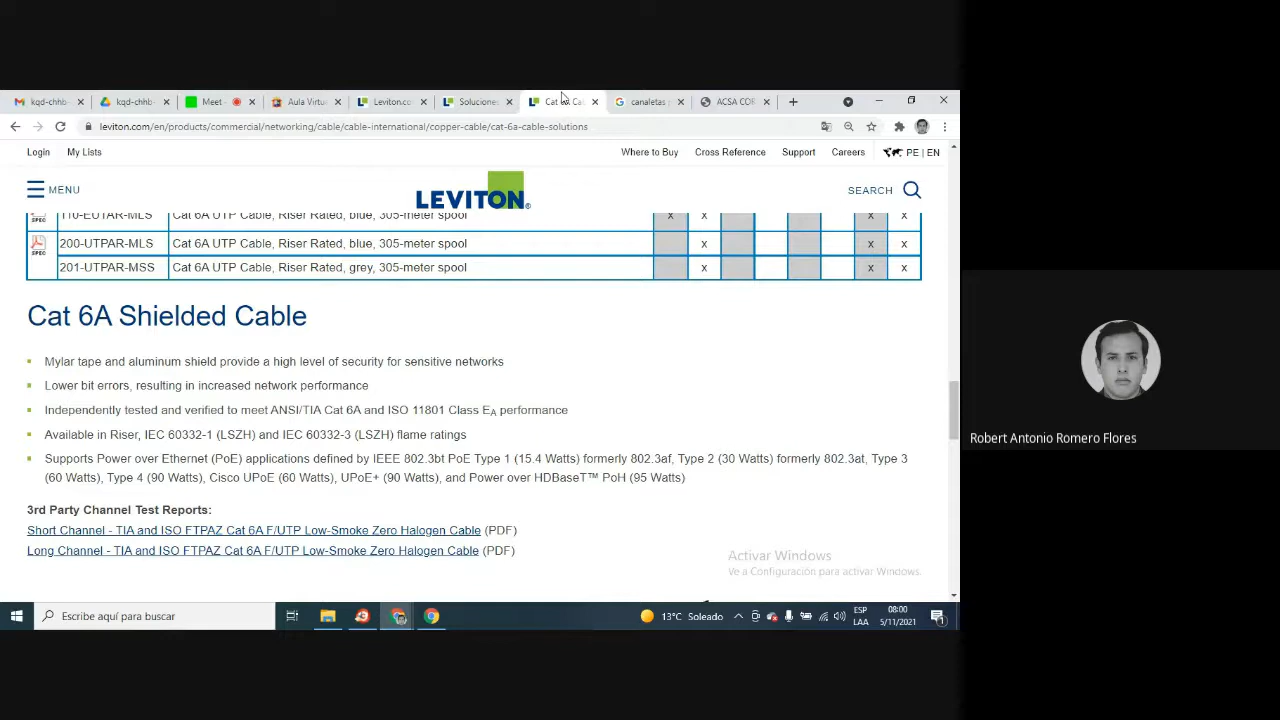 kqd-chhb-
kqd-chhb-
Meet -
Aula Virtu
Leviton.co
Soluciones
Cat 6A Ca
canaletas
ACSA COR
leviton.com/en/products/commercial/networking/cable/cable-international/copper-cable/cat-6a-cable-solutions
Login My Lists Where to Buy Cross Reference Support Careers PE | EN
MENU LEVITON® SEARCH
SPEC 110-EUTAR-MLS Cat 6A UTP Cable, Riser Rated, blue, 305-meter spool x x x x
SPEC 200-UTPAR-MLS Cat 6A UTP Cable, Riser Rated, blue, 305-meter spool x x x
201-UTPAR-MSS Cat 6A UTP Cable, Riser Rated, grey, 305-meter spool x x x
Cat 6A Shielded Cable
Mylar tape and aluminum shield provide a high level of security for sensitive networks
Lower bit errors, resulting in increased network performance
Independently tested and verified to meet ANSI/TIA Cat 6A and ISO 11801 Class EA performance
Available in Riser, IEC 60332-1 (LSZH) and IEC 60332-3 (LSZH) flame ratings
Supports Power over Ethernet (PoE) applications defined by IEEE 802.3bt PoE Type 1 (15.4 Watts) formerly 802.3af, Type 2 (30 Watts) formerly 802.3at, Type 3
(60 Watts), Type 4 (90 Watts), Cisco UPoE (60 Watts), UPoE+ (90 Watts), and Power over HDBaseT™ PoH (95 Watts)
3rd Party Channel Test Reports:
Short Channel - TIA and ISO FTPAZ Cat 6A F/UTP Low-Smoke Zero Halogen Cable (PDF)
Long Channel - TIA and ISO FTPAZ Cat 6A F/UTP Low-Smoke Zero Halogen Cable (PDF)
Activar Windows
Ve a Configuración para activar Windows.
Robert Antonio Romero Flores
Escribe aquí para buscar
13°C Soleado
ESP
LAA
08:00
5/11/2021
1